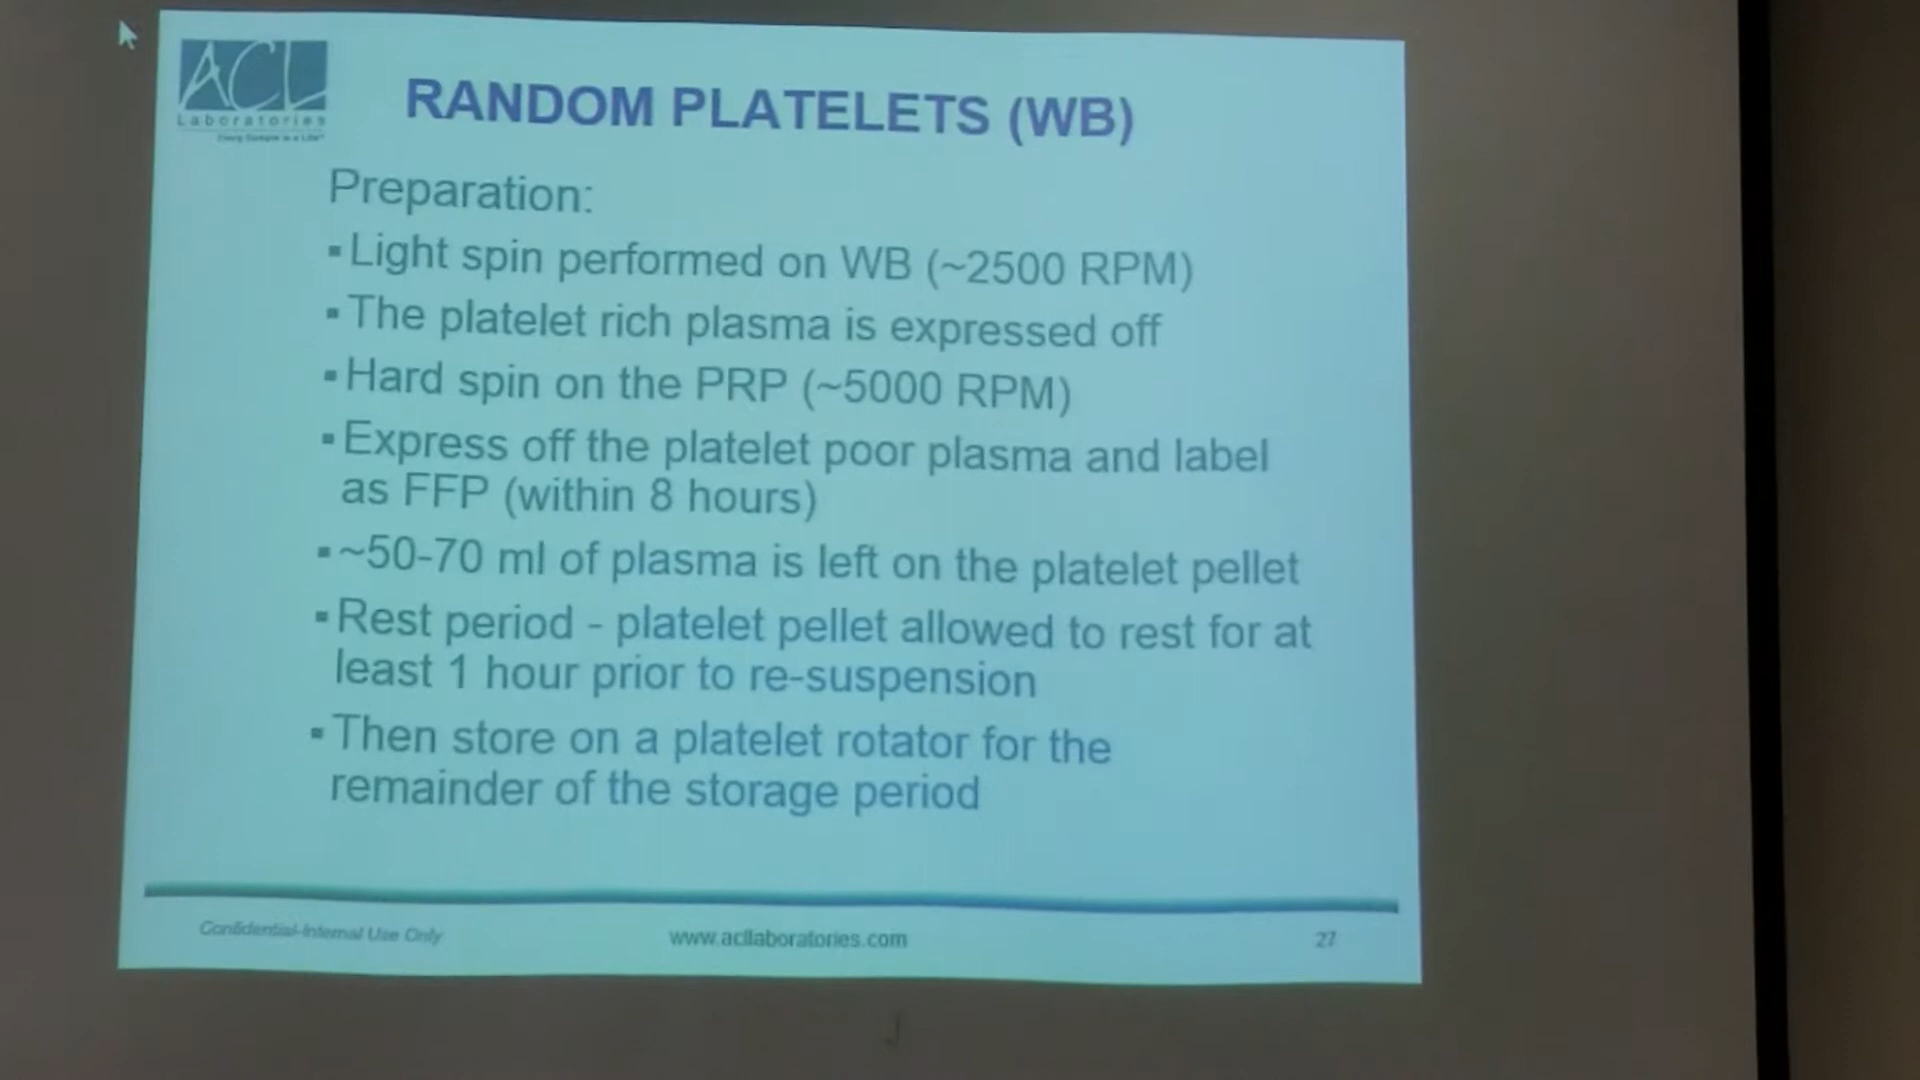 ACL
Laboratories
Every Sample is a Life
RANDOM PLATELETS (WB)
Preparation:
▪Light spin performed on WB (~2500 RPM)
▪The platelet rich plasma is expressed off
▪Hard spin on the PRP (~5000 RPM)
▪Express off the platelet poor plasma and label
as FFP (within 8 hours)
▪~50-70 ml of plasma is left on the platelet pellet
▪Rest period - platelet pellet allowed to rest for at
least 1 hour prior to re-suspension
▪Then store on a platelet rotator for the
remainder of the storage period
Confidential-Internal Use Only
www.acllaboratories.com
27